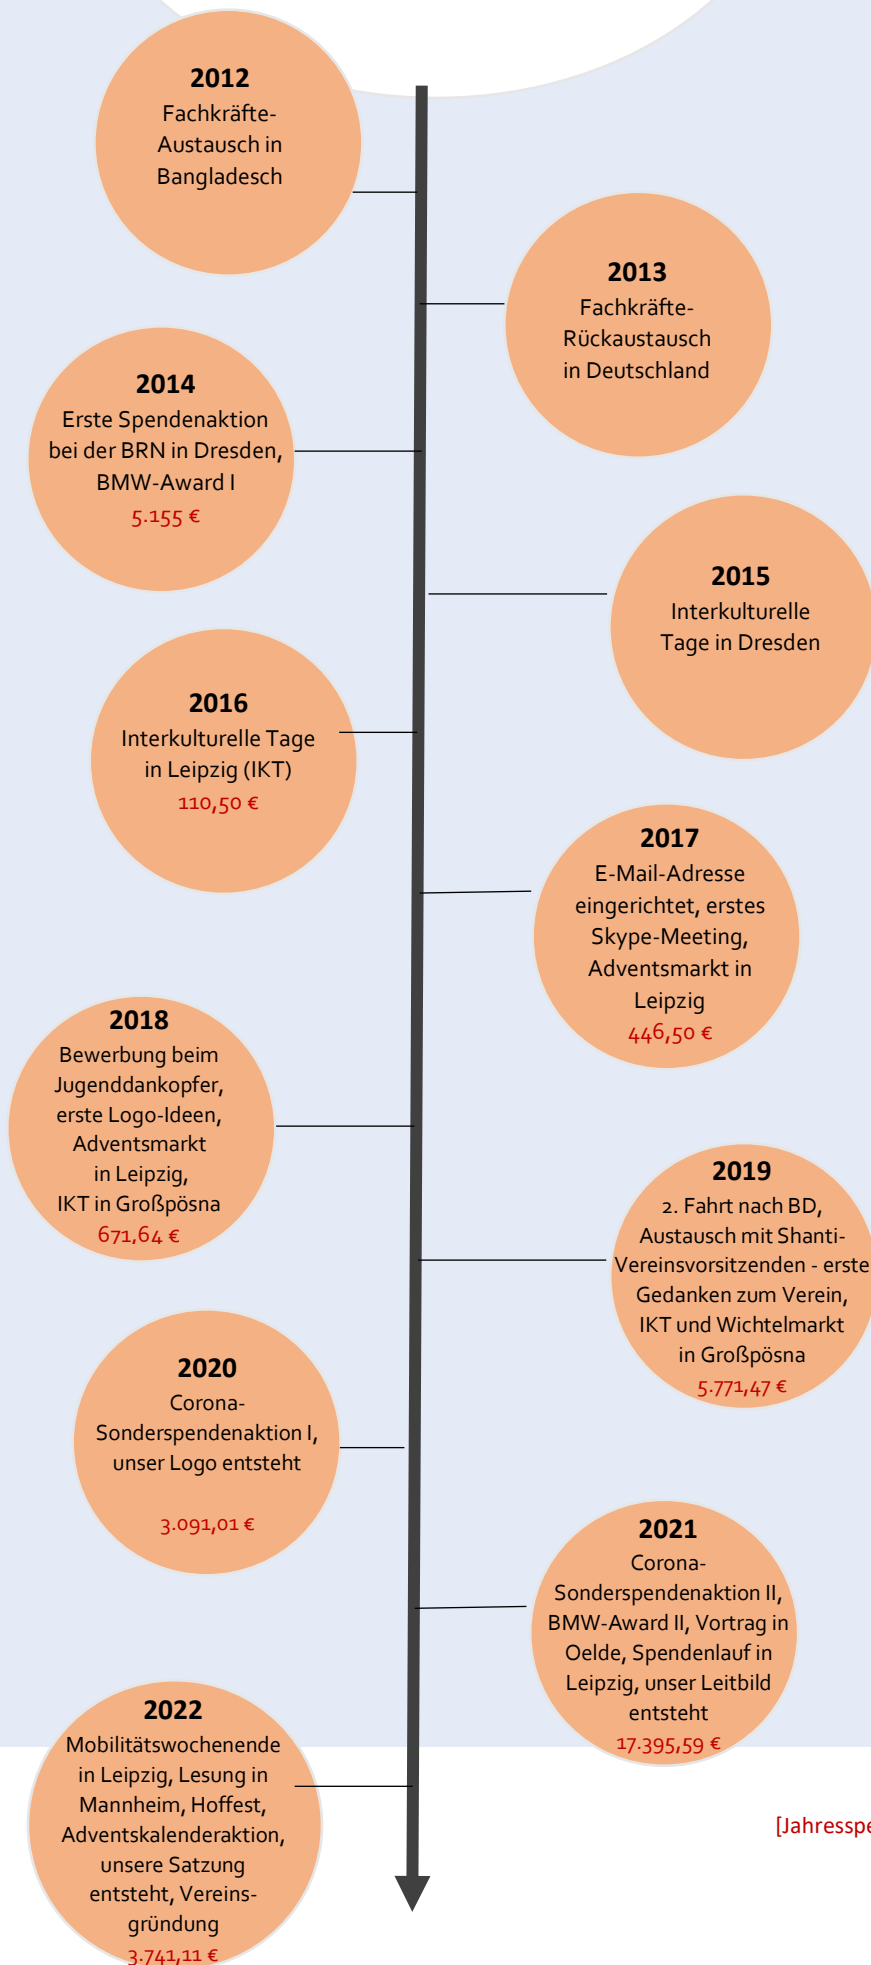 2012
Fachkräfte-
Austausch in
Bangladesch
2013
Fachkräfte-
Rückaustausch
in Deutschland
2014
Erste Spendenaktion
bei der BRN in Dresden,
BMW-Award I
5.155 €
2015
Interkulturelle
Tage in Dresden
2016
Interkulturelle Tage
in Leipzig (IKT)
110,50 €
2017
E-Mail-Adresse
eingerichtet, erstes
Skype-Meeting,
Adventsmarkt in
Leipzig
446,50 €
2018
Bewerbung beim
Jugenddankopfer,
erste Logo-Ideen,
Adventsmarkt
in Leipzig,
IKT in Großpösna
671,64 €
2019
2. Fahrt nach BD,
Austausch mit Shanti-
Vereinsvorsitzenden - erste
Gedanken zum Verein,
IKT und Wichtelmarkt
in Großpösna
5.771,47 €
2020
Corona-
Sonderspendenaktion I,
unser Logo entsteht
3.091,01 €
2021
Corona-
Sonderspendenaktion II,
BMW-Award II, Vortrag in
Oelde, Spendenlauf in
Leipzig, unser Leitbild
entsteht
17.395,59 €
2022
Mobilitätswochenende
in Leipzig, Lesung in
Mannheim, Hoffest,
Adventskalenderaktion,
unsere Satzung
entsteht, Vereins-
gründung
3.741,11 €
[Jahresspe